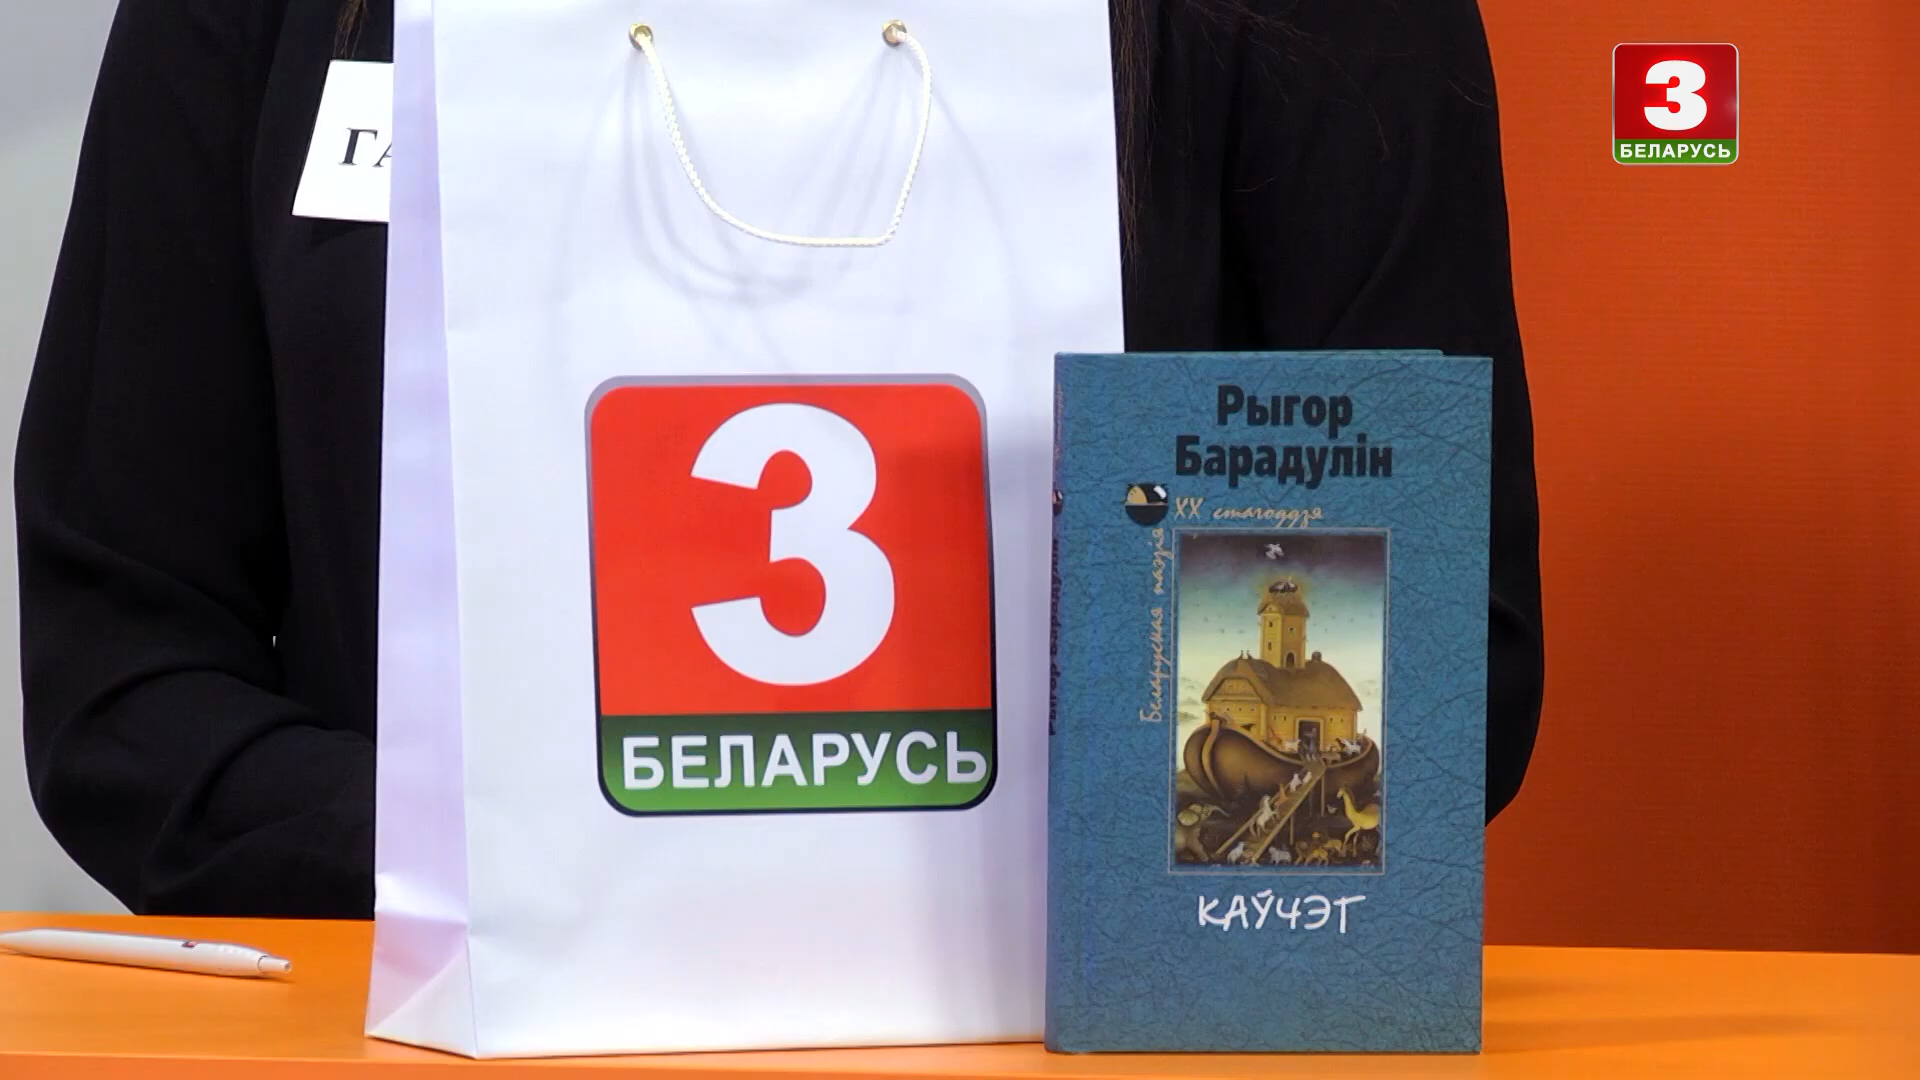 ГА
3
БЕЛАРУСЬ
3
БЕЛАРУСЬ
Рыгор
Барадулін
XX стагоддзя
Беларуская паэзія
КАЎЧЭГ
Рыгор Барадулін